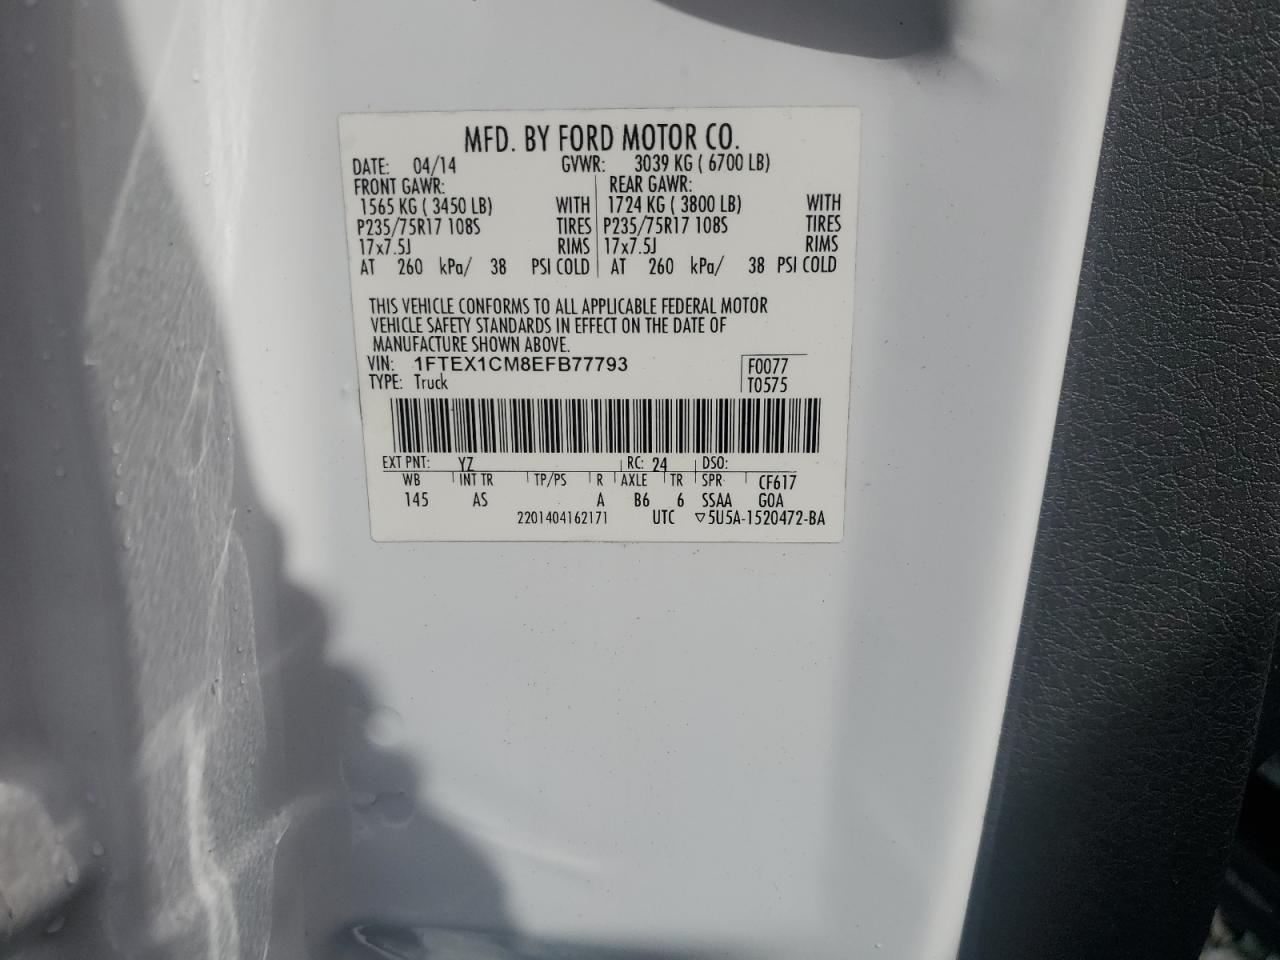 MFD. BY FORD MOTOR CO.
DATE: 04/14 GVWR: 3039 KG ( 6700 LB)
FRONT GAWR: REAR GAWR:
1565 KG ( 3450 LB) WITH 1724 KG ( 3800 LB) WITH
P235/75R17 108S TIRES P235/75R17 108S TIRES
17x7.5J RIMS 17x7.5J RIMS
AT 260 kPa/ 38 PSI COLD AT 260 kPa/ 38 PSI COLD
THIS VEHICLE CONFORMS TO ALL APPLICABLE FEDERAL MOTOR
VEHICLE SAFETY STANDARDS IN EFFECT ON THE DATE OF
MANUFACTURE SHOWN ABOVE.
VIN: 1FTEX1CM8EFB77793 F0077
TYPE: Truck T0575
EXT PNT: YZ RC: 24 DSO:
WB INT TR TP/PS R AXLE TR SPR CF617
145 AS A B6 6 SSAA GOA
2201404162171 UTC ▽5U5A-1520472-BA